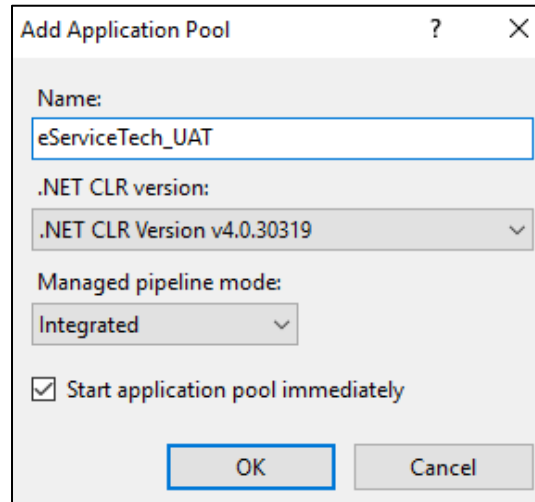 Add Application Pool ? ×
Name:
eServiceTech_UAT
.NET CLR version:
.NET CLR Version v4.0.30319
Managed pipeline mode:
Integrated
Start application pool immediately
OK Cancel